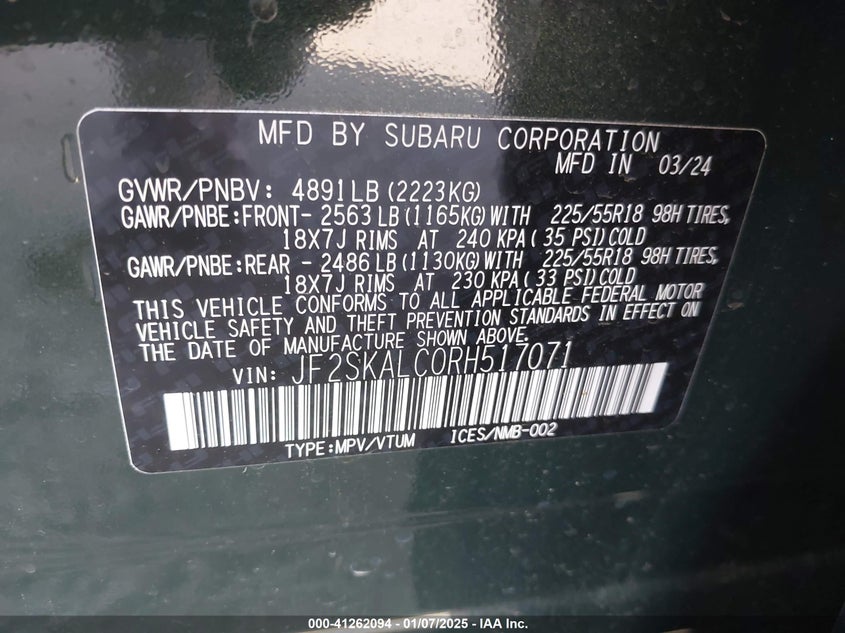 MFD BY SUBARU CORPORATION
MFD IN 03/24
GVWR/PNBV: 4891LB(2223KG)
GAWR/PNBE:FRONT- 2563LB(1165KG)WITH 225/55R18 98H TIRES,
18X7J RIMS AT 240 KPA( 35 PSI)COLD
GAWR/PNBE:REAR - 2486LB(1130KG)WITH 225/55R18 98H TIRES,
18X7J RIMS AT 230 KPA( 33 PSI)COLD
THIS VEHICLE CONFORMS TO ALL APPLICABLE FEDERAL MOTOR
VEHICLE SAFETY AND THEFT PREVENTION STANDARDS IN EFFECT ON
THE DATE OF MANUFACTURE SHOWN ABOVE.
VIN: JF2SKALC0RH517071
TYPE:MPV/VTUM ICES/NMB-002
000-41262094 - 01/07/2025 - IAA Inc.